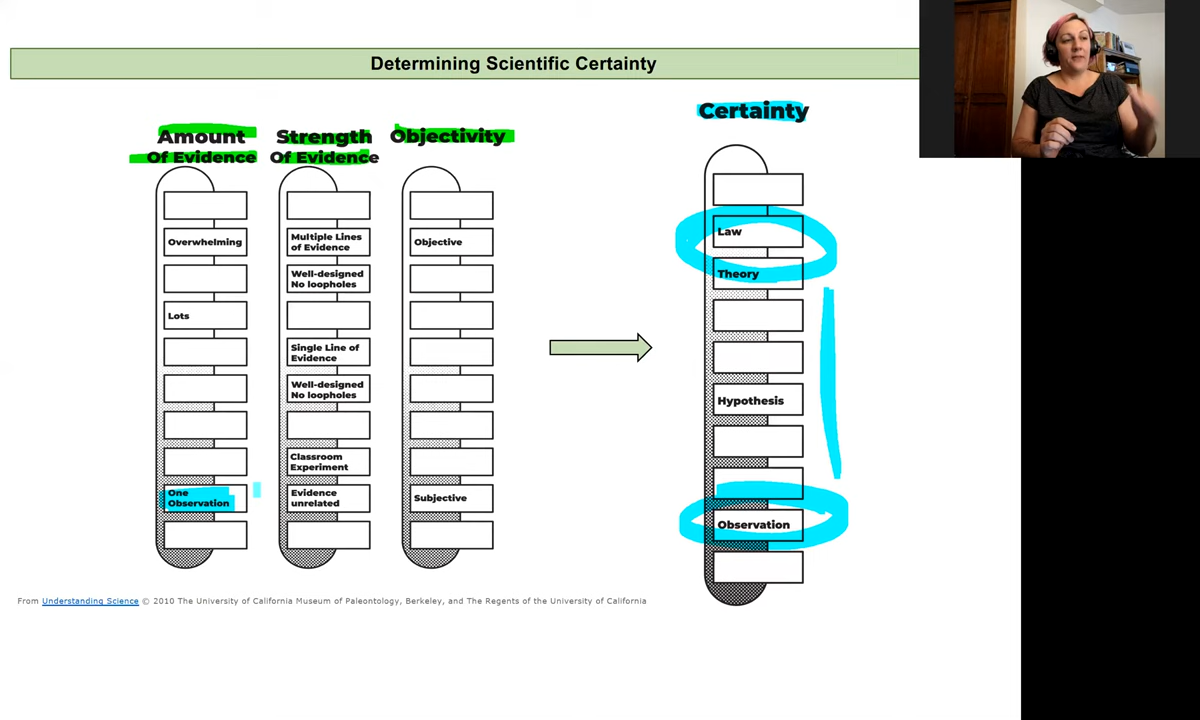 Determining Scientific Certainty
Amount
Of Evidence
Overwhelming
Lots
One
Observation
Strength
Of Evidence
Multiple Lines
of Evidence
Well-designed
No loopholes
Single Line of
Evidence
Well-designed
No loopholes
Classroom
Experiment
Evidence
unrelated
Objectivity
Objective
Subjective
Certainty
Law
Theory
Hypothesis
Observation
From Understanding Science © 2010 The University of California Museum of Paleontology, Berkeley, and The Regents of the University of California